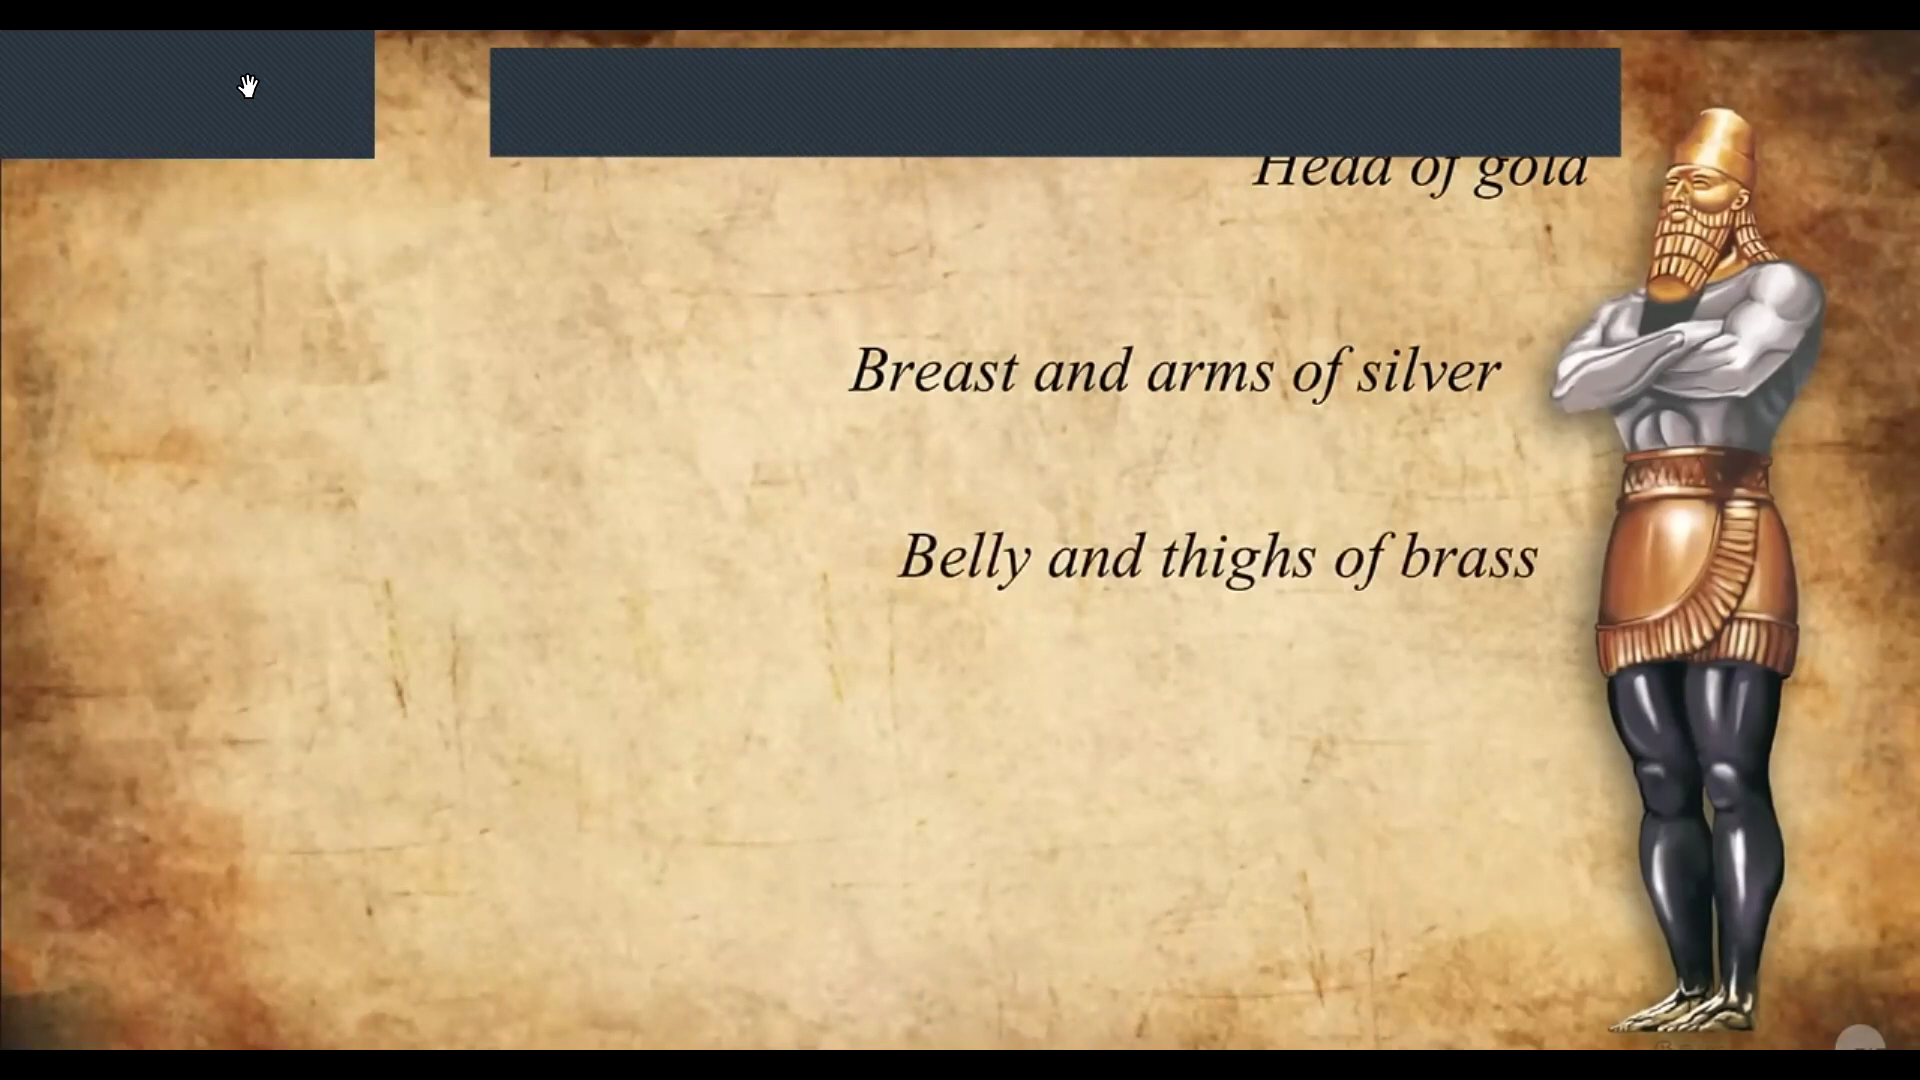 Head of gold
Breast and arms of silver
Belly and thighs of brass